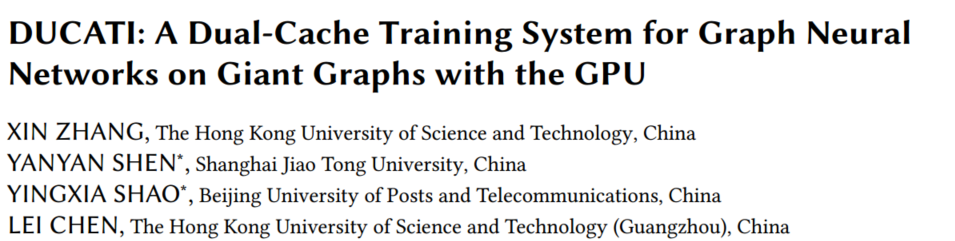 DUCATI: A Dual-Cache Training System for Graph Neural
Networks on Giant Graphs with the GPU
XIN ZHANG, The Hong Kong University of Science and Technology, China
YANYAN SHEN*, Shanghai Jiao Tong University, China
YINGXIA SHAO*, Beijing University of Posts and Telecommunications, China
LEI CHEN, The Hong Kong University of Science and Technology (Guangzhou), China